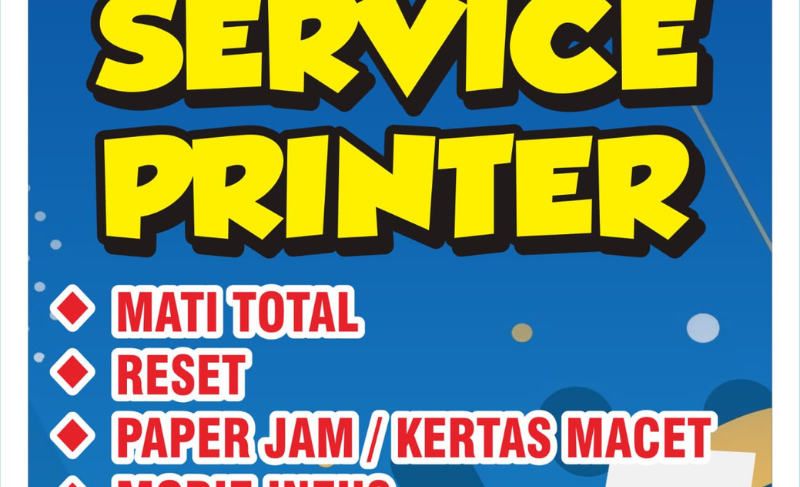 SERVICE
PRINTER
MATI TOTAL
RESET
PAPER JAM / KERTAS MACET